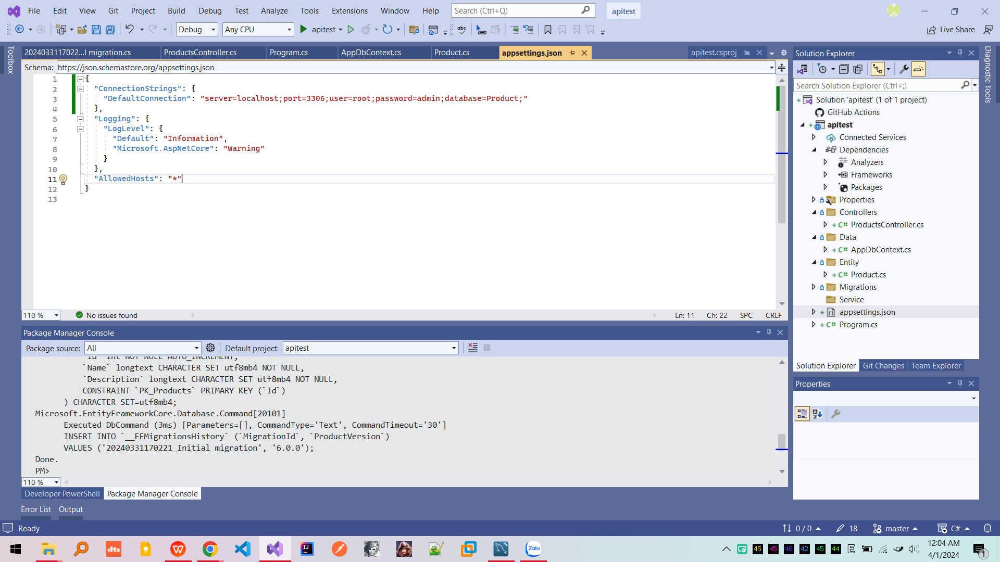 File Edit View Git Project Build Debug Test Analyze Tools Extensions Window Help Search (Ctrl+Q) apitest
Debug Any CPU apitest Live Share
Toolbox
2024033117022...l migration.cs ProductsController.cs Program.cs AppDbContext.cs Product.cs appsettings.json apitest.csproj
Schema: https://json.schemastore.org/appsettings.json
1 {
2 "ConnectionStrings": {
3 "DefaultConnection": "server=localhost;port=3306;user=root;password=admin;database=Product;"
4 },
5 "Logging": {
6 "LogLevel": {
7 "Default": "Information",
8 "Microsoft.AspNetCore": "Warning"
9 }
10 },
11 "AllowedHosts": "*"
12 }
13
110 % No issues found Ln: 11 Ch: 22 SPC CRLF
Package Manager Console
Package source: All Default project: apitest
`Id` int NOT NULL AUTO_INCREMENT,
`Name` longtext CHARACTER SET utf8mb4 NOT NULL,
`Description` longtext CHARACTER SET utf8mb4 NOT NULL,
CONSTRAINT `PK_Products` PRIMARY KEY (`Id`)
) CHARACTER SET=utf8mb4;
Microsoft.EntityFrameworkCore.Database.Command[20101]
Executed DbCommand (3ms) [Parameters=[], CommandType='Text', CommandTimeout='30']
INSERT INTO `__EFMigrationsHistory` (`MigrationId`, `ProductVersion`)
VALUES ('20240331170221_Initial migration', '6.0.0');
Done.
PM>
110 %
Developer PowerShell Package Manager Console
Error List Output
Solution Explorer
Search Solution Explorer (Ctrl+;)
Solution 'apitest' (1 of 1 project)
GitHub Actions
apitest
Connected Services
Dependencies
Analyzers
Frameworks
Packages
Properties
Controllers
C# ProductsController.cs
Data
C# AppDbContext.cs
Entity
C# Product.cs
Migrations
Service
appsettings.json
C# Program.cs
Solution Explorer Git Changes Team Explorer
Properties
Diagnostic Tools
Ready 0 / 0 18 master C#
dts Zalo 45 45 46 42 45 44 E 12:04 AM
4/1/2024 1